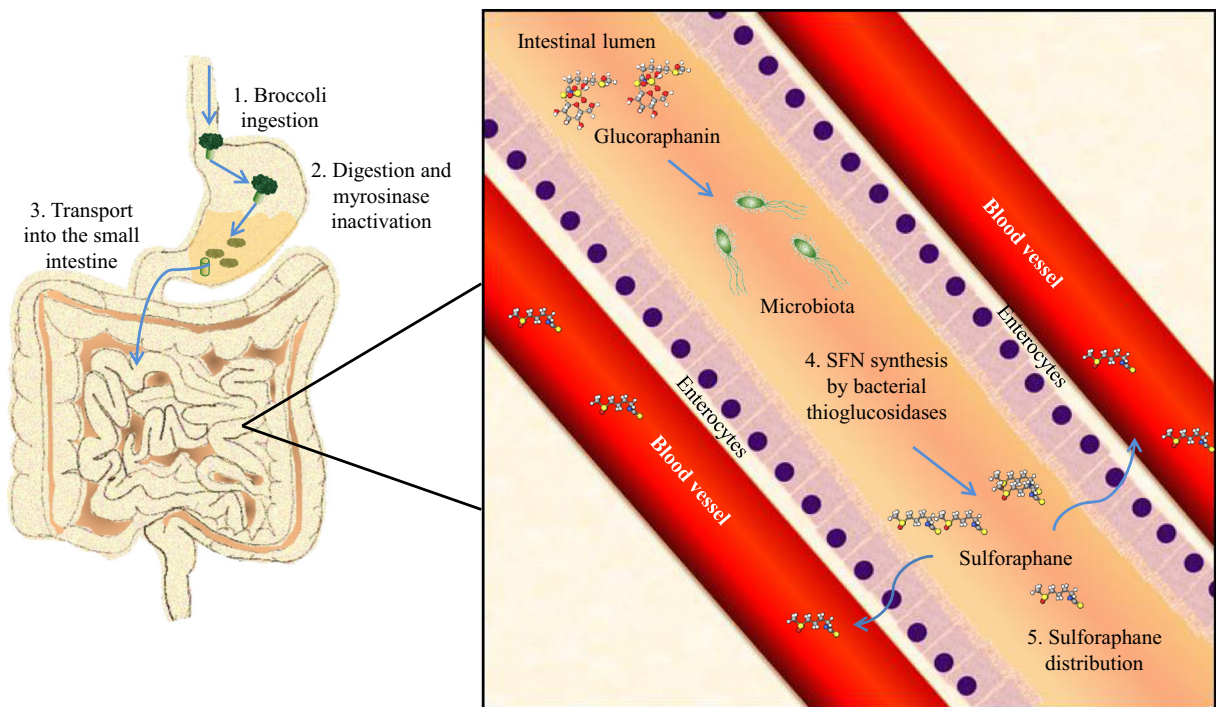 1. Broccoli
ingestion
2. Digestion and
myrosinase
inactivation
3. Transport
into the small
intestine
Intestinal lumen
Glucoraphanin
Microbiota
4. SFN synthesis
by bacterial
thioglucosidases
Sulforaphane
5. Sulforaphane
distribution
Blood vessel
Enterocytes
Enterocytes
Blood vessel